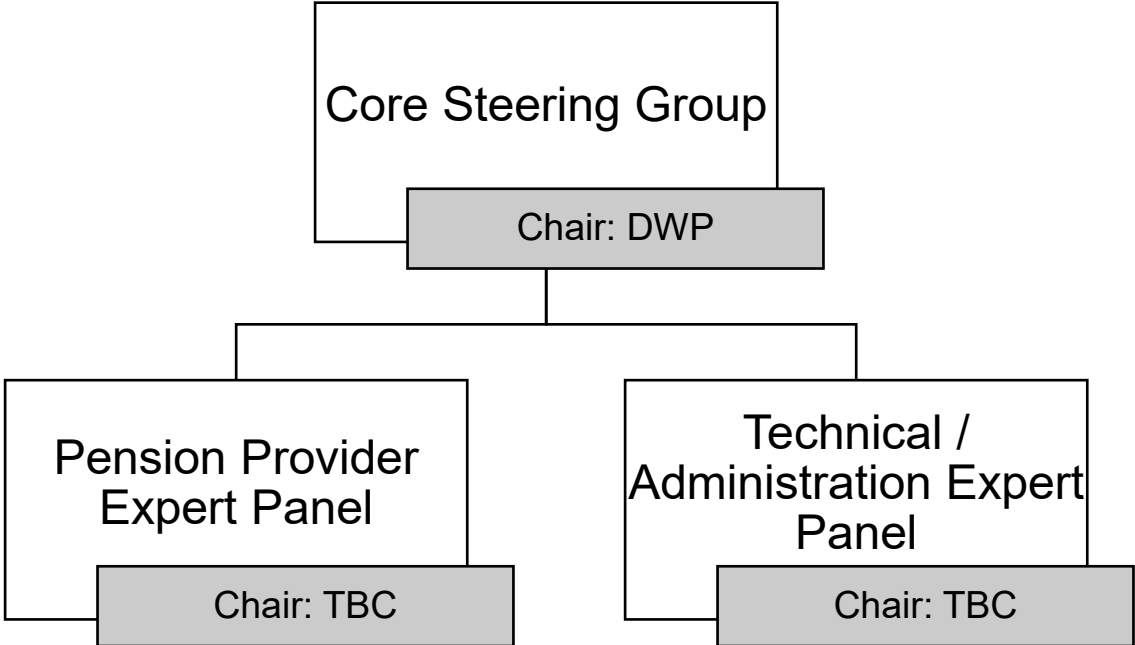 Core Steering Group
Chair: DWP
Pension Provider
Expert Panel
Chair: TBC
Technical /
Administration Expert
Panel
Chair: TBC